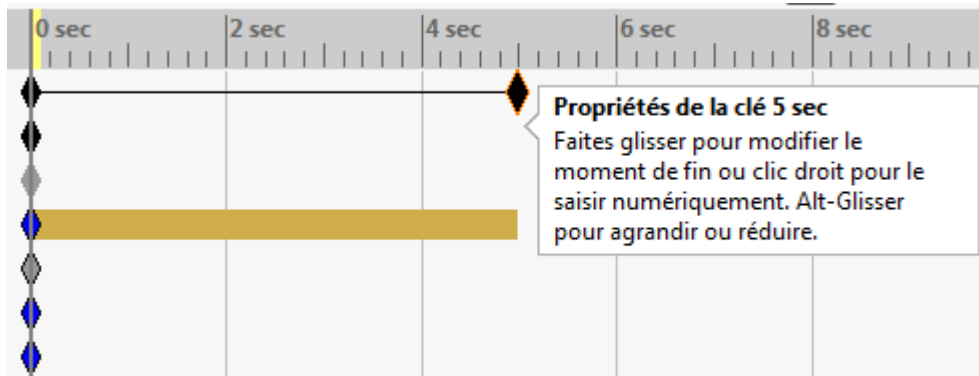 0 sec 2 sec 4 sec 6 sec 8 sec
Propriétés de la clé 5 sec
Faites glisser pour modifier le
moment de fin ou clic droit pour le
saisir numériquement. Alt-Glisser
pour agrandir ou réduire.